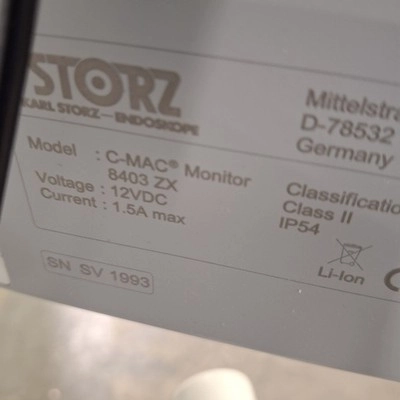 STORZ
KARL STORZ—ENDOSKOPE
Mittelstra
D-78532
Germany
Model : C-MAC® Monitor
8403 ZX
Voltage : 12VDC
Current : 1.5A max
Classificatio
Class II
IP54
Li-Ion
SN SV 1993